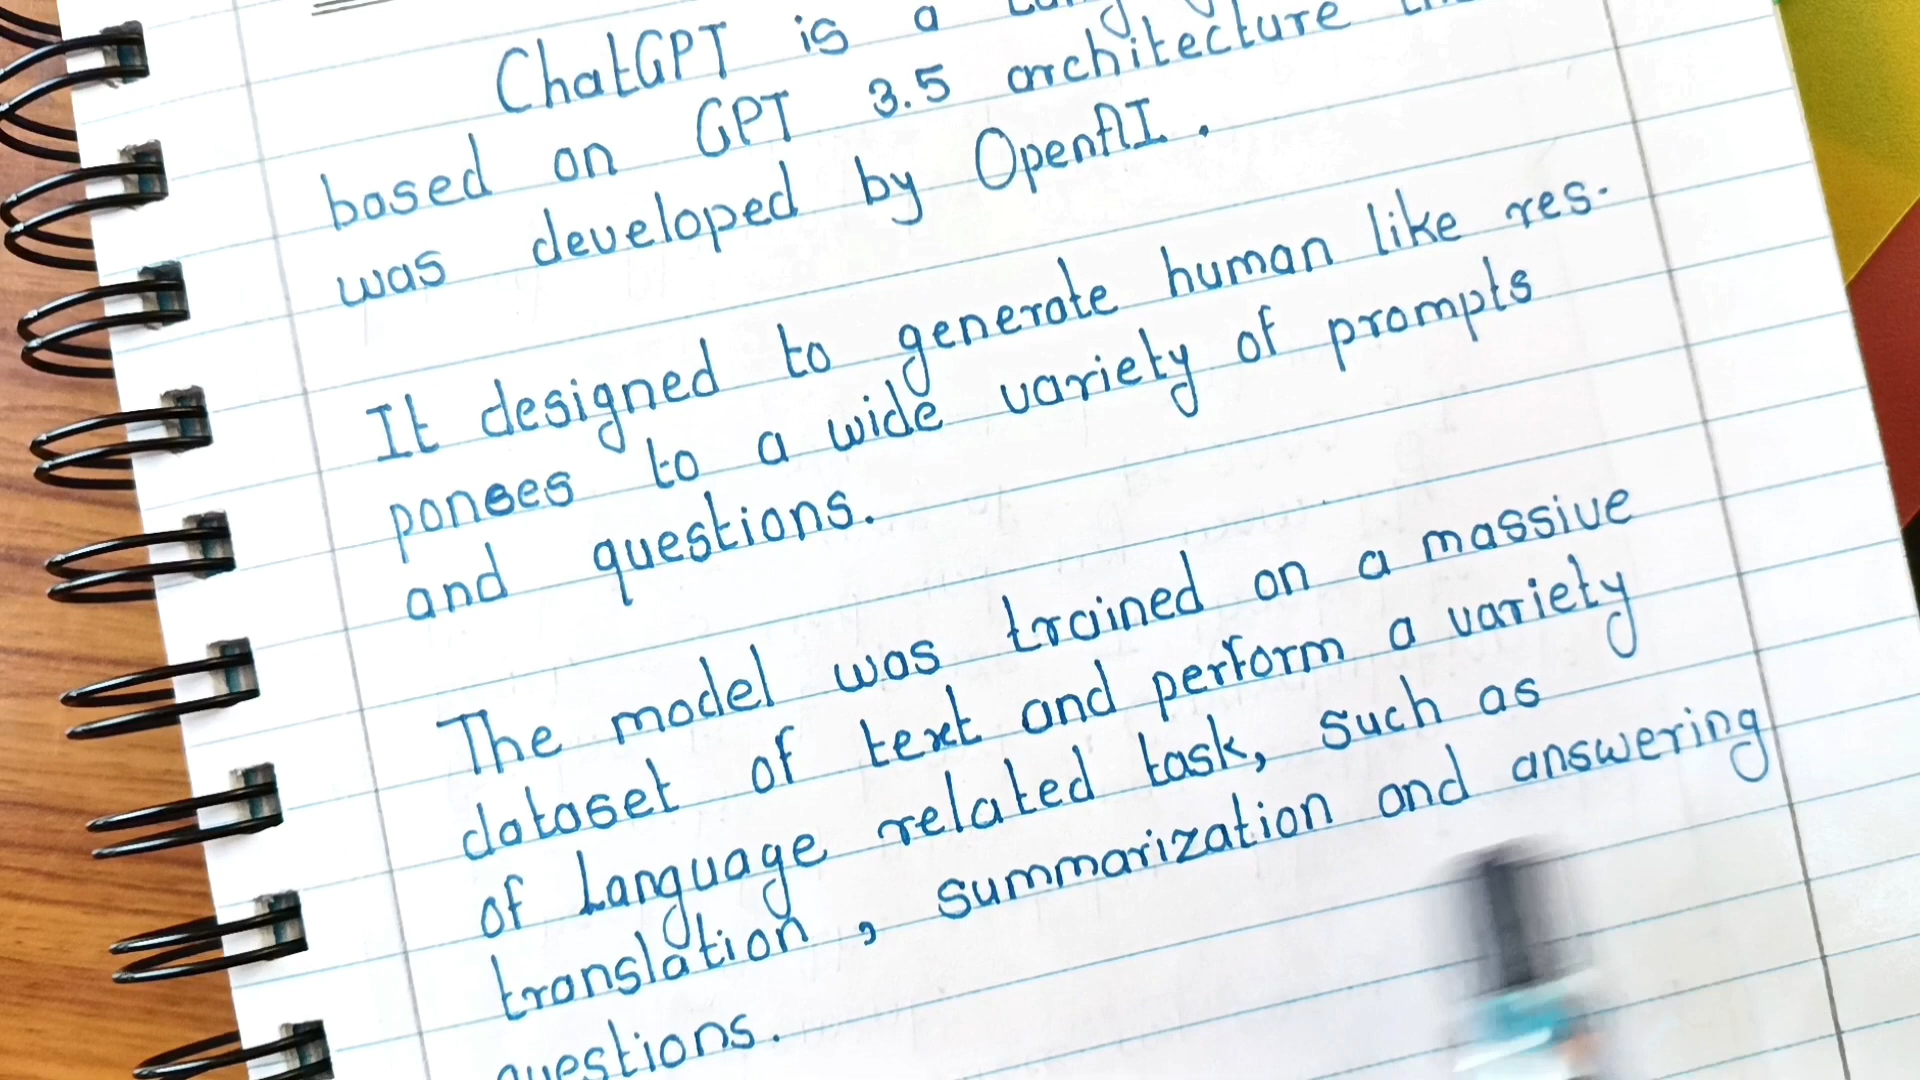 ChatGPT is a
based on GPT 3.5 architecture
was developed by OpenAI.
It designed to generate human like res-
ponses to a wide variety of prompts
and questions.
The model was trained on a massive
dataset of text and perform a variety
of Language related task, such as
translation, summarization and answering
questions.